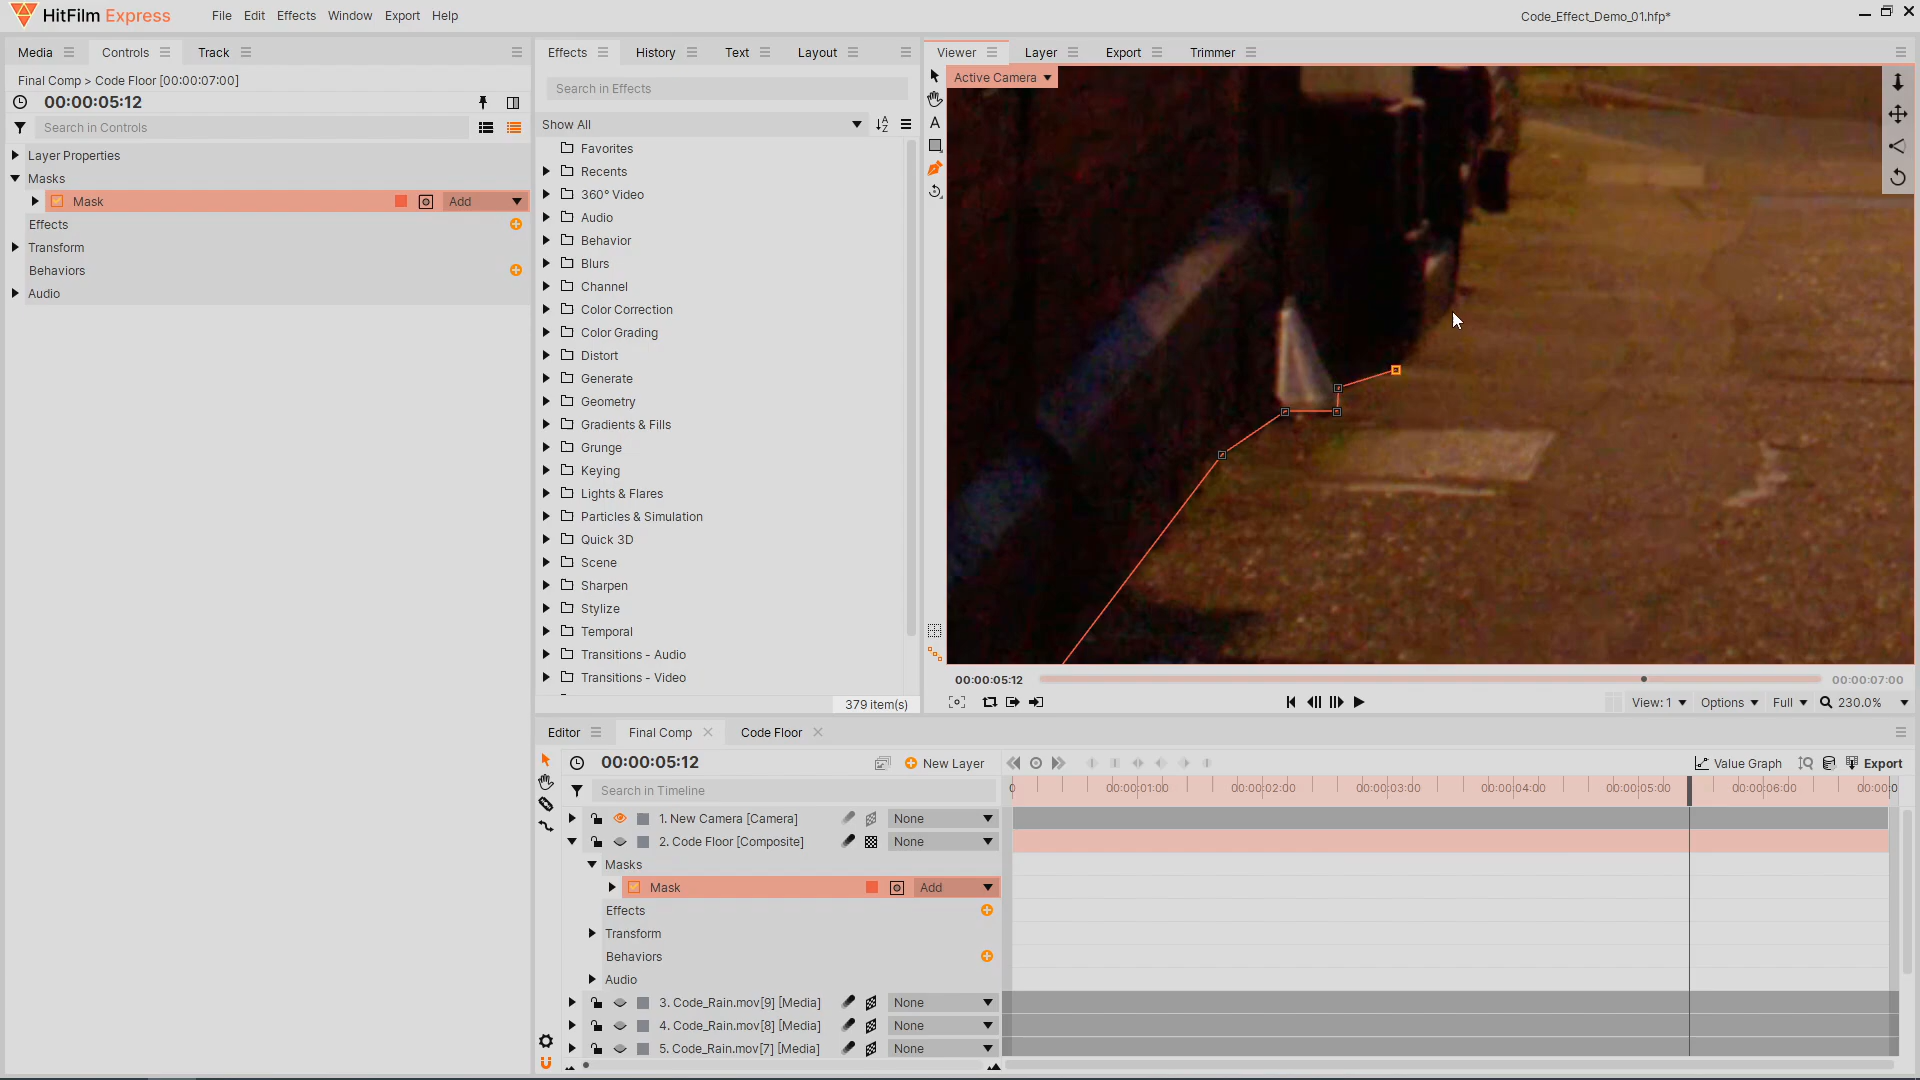 HitFilm Express
File Edit Effects Window Export Help
Code_Effect_Demo_01.hfp*
Media Controls Track
Effects History Text Layout
Viewer Layer Export Trimmer
Final Comp > Code Floor [00:00:07:00]
00:00:05:12
Search in Controls
Layer Properties
Masks
Mask Add
Effects
Transform
Behaviors
Audio
Search in Effects
Show All
Favorites
Recents
360° Video
Audio
Behavior
Blurs
Channel
Color Correction
Color Grading
Distort
Generate
Geometry
Gradients & Fills
Grunge
Keying
Lights & Flares
Particles & Simulation
Quick 3D
Scene
Sharpen
Stylize
Temporal
Transitions - Audio
Transitions - Video
379 item(s)
Active Camera
A
00:00:05:12 00:00:07:00
View: 1 Options Full 230.0%
Editor Final Comp Code Floor
00:00:05:12 New Layer
Value Graph Export
Search in Timeline
0 00:00:01:00 00:00:02:00 00:00:03:00 00:00:04:00 00:00:05:00 00:00:06:00 00:00:0
1. New Camera [Camera] None
2. Code Floor [Composite] None
Masks
Mask Add
Effects
Transform
Behaviors
Audio
3. Code_Rain.mov[9] [Media] None
4. Code_Rain.mov[8] [Media] None
5. Code_Rain.mov[7] [Media] None